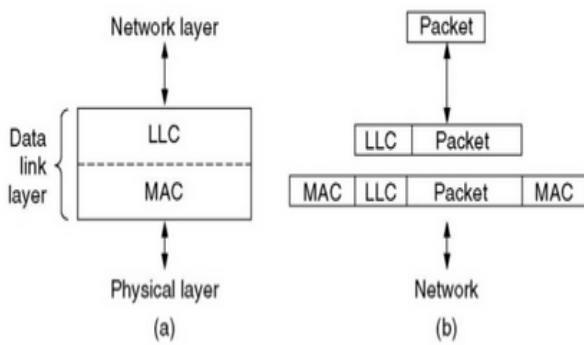 Network layer
Data
link
layer
LLC
MAC
Physical layer
(a)
Packet
LLC Packet
MAC LLC Packet MAC
Network
(b)